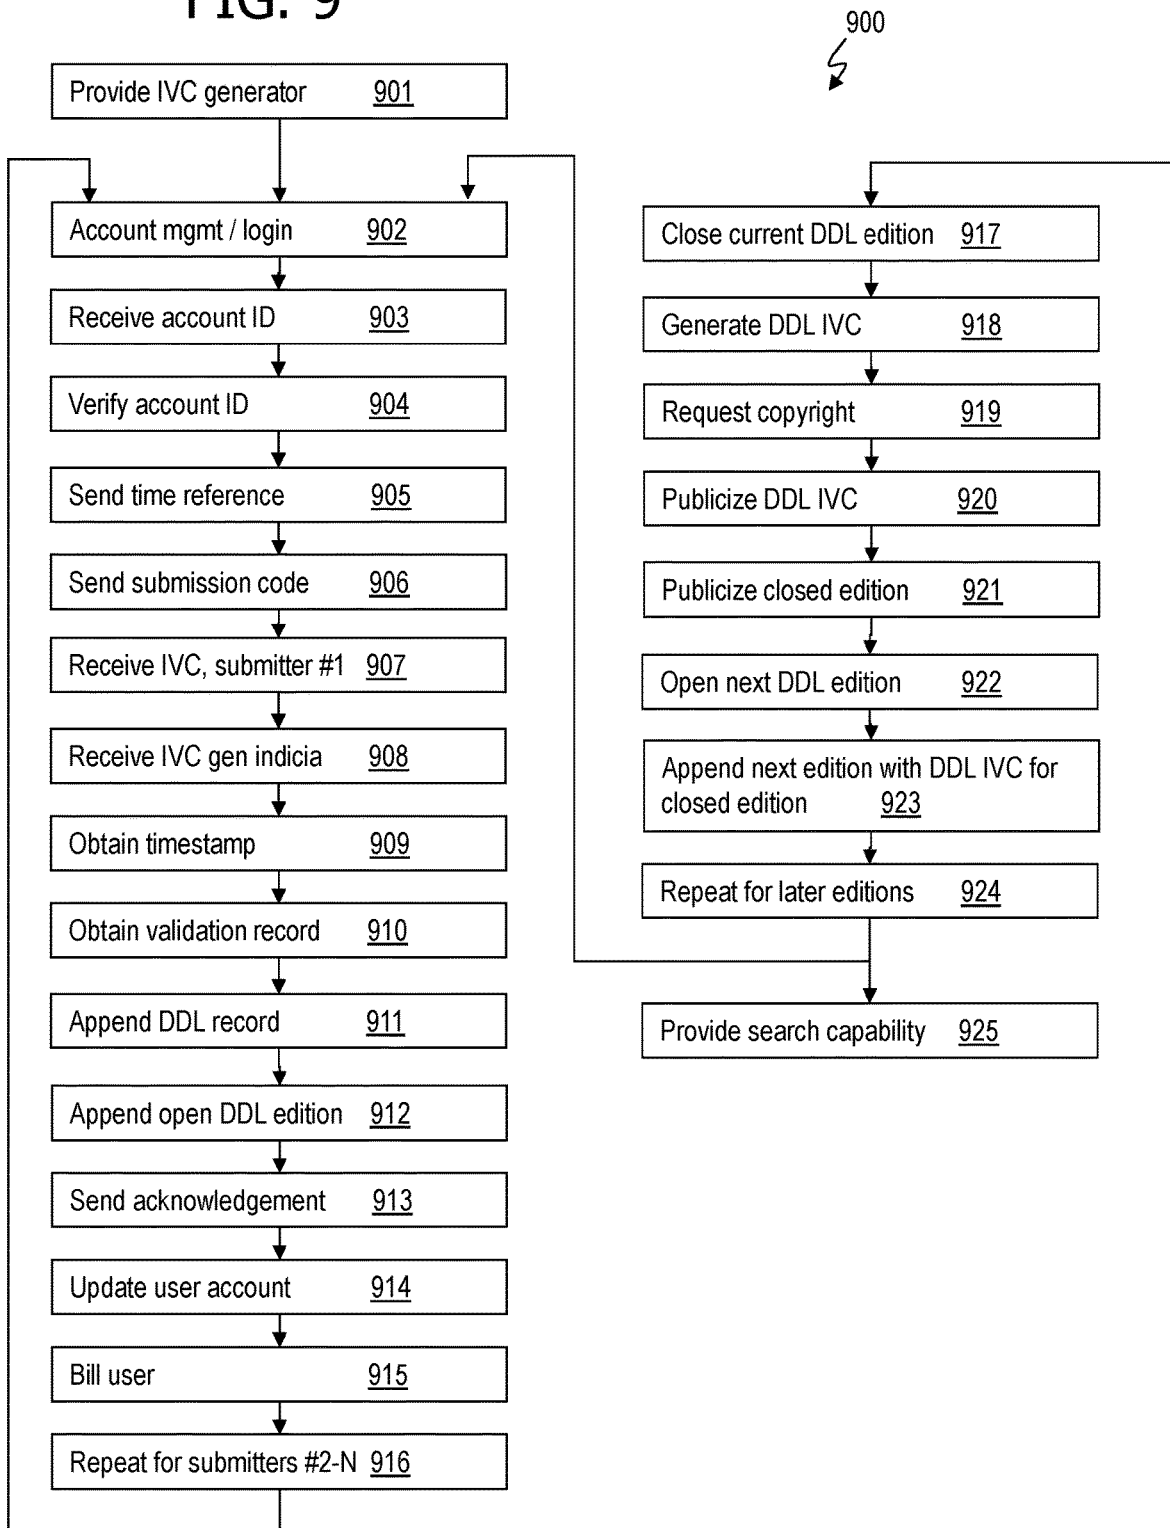 FIG. 9
900
Provide IVC generator 901
Account mgmt / login 902
Receive account ID 903
Verify account ID 904
Send time reference 905
Send submission code 906
Receive IVC, submitter #1 907
Receive IVC gen indicia 908
Obtain timestamp 909
Obtain validation record 910
Append DDL record 911
Append open DDL edition 912
Send acknowledgement 913
Update user account 914
Bill user 915
Repeat for submitters #2-N 916
Close current DDL edition 917
Generate DDL IVC 918
Request copyright 919
Publicize DDL IVC 920
Publicize closed edition 921
Open next DDL edition 922
Append next edition with DDL IVC for
closed edition 923
Repeat for later editions 924
Provide search capability 925